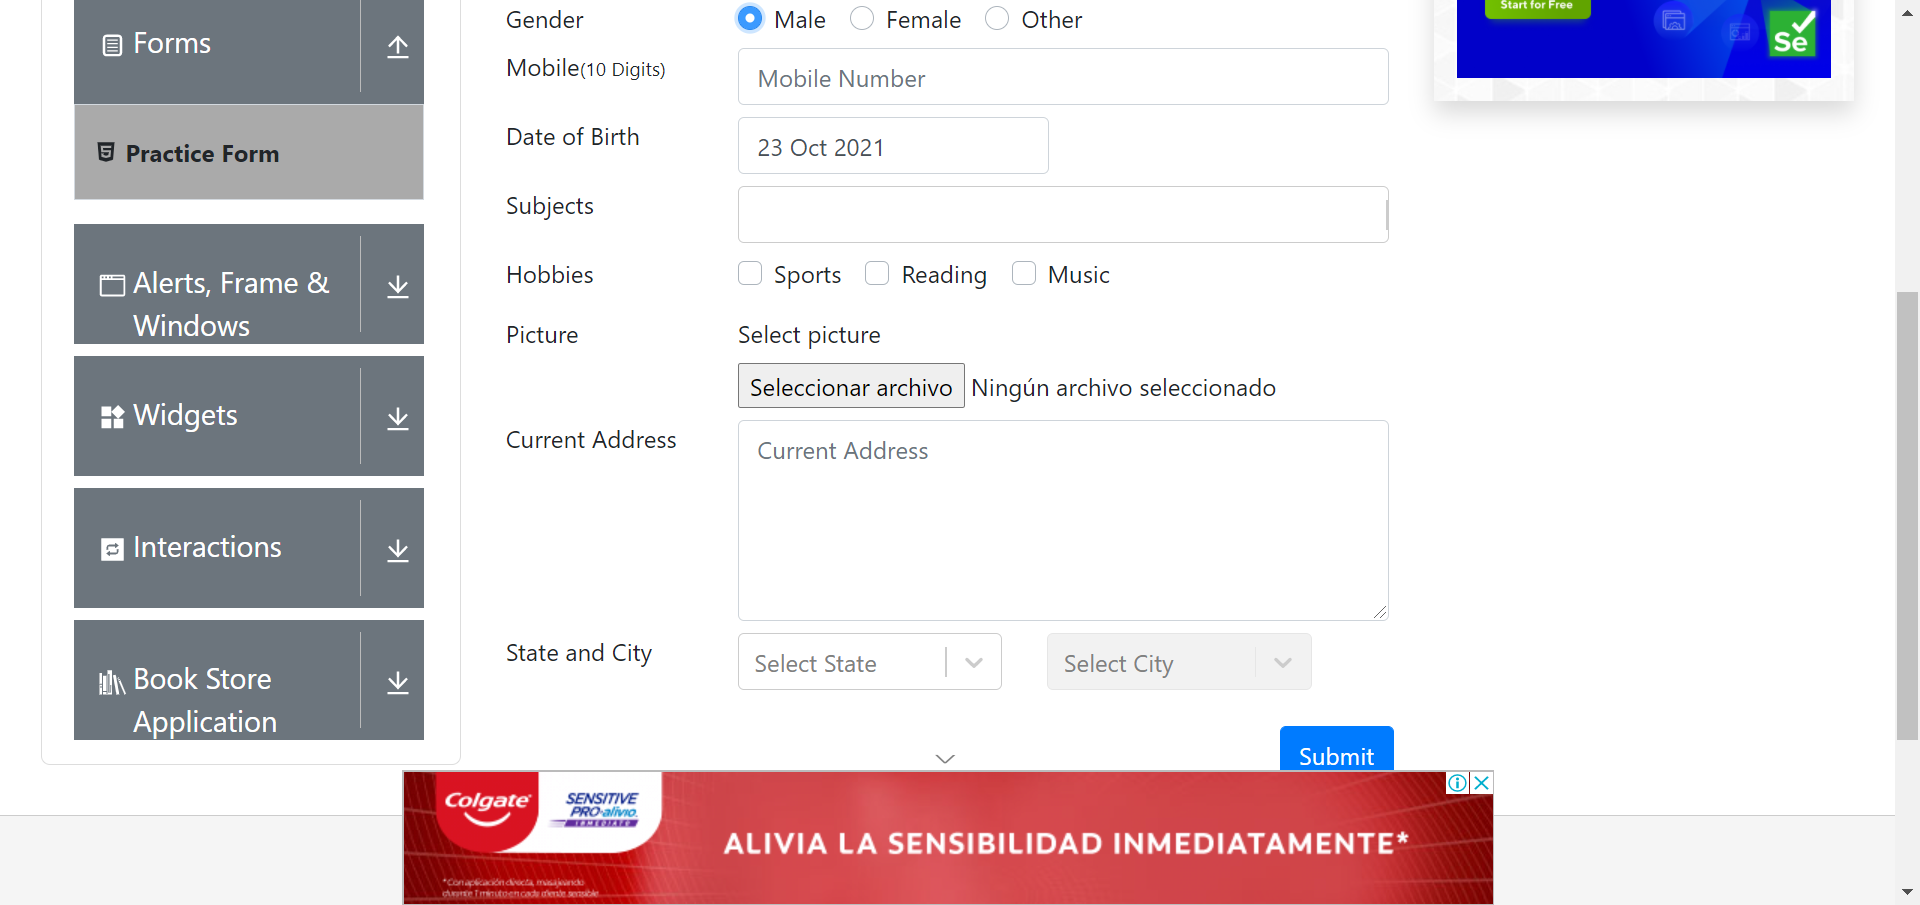 Forms
Practice Form
Alerts, Frame &
Windows
Widgets
Interactions
Book Store
Application
Gender
Male
Female
Other
Mobile(10 Digits)
Mobile Number
Date of Birth
23 Oct 2021
Subjects
Hobbies
Sports
Reading
Music
Picture
Select picture
Seleccionar archivo
Ningún archivo seleccionado
Current Address
Current Address
State and City
Select State
Select City
Submit
Start for Free
Se
Colgate
SENSITIVE
PRO-alivio
INMEDIATO
ALIVIA LA SENSIBILIDAD INMEDIATAMENTE*
*Con aplicación directa, masajeando
durante 1 minuto en cada diente sensible.